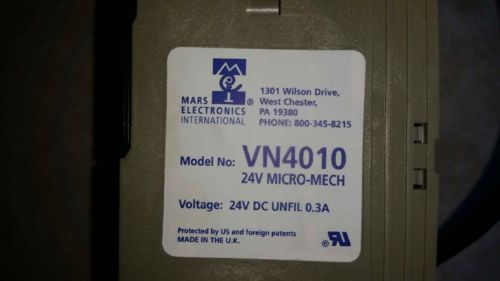 MEI
MARS
ELECTRONICS
INTERNATIONAL
®
1301 Wilson Drive,
West Chester,
PA 19380
PHONE: 800-345-8215
Model No: VN4010
24V MICRO-MECH
Voltage: 24V DC UNFIL 0.3A
Protected by US and foreign patents
MADE IN THE U.K.